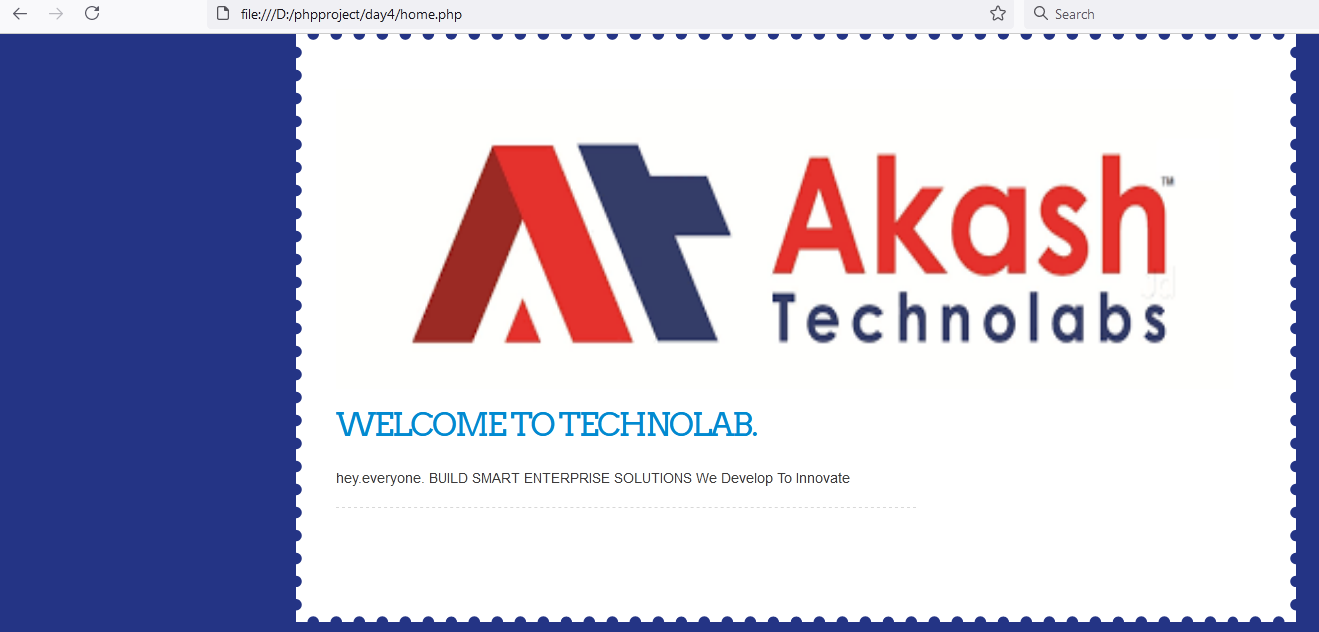 file:///D:/phpproject/day4/home.php
Search
Akash™
Technolabs
WELCOME TO TECHNOLAB.
hey.everyone. BUILD SMART ENTERPRISE SOLUTIONS We Develop To Innovate